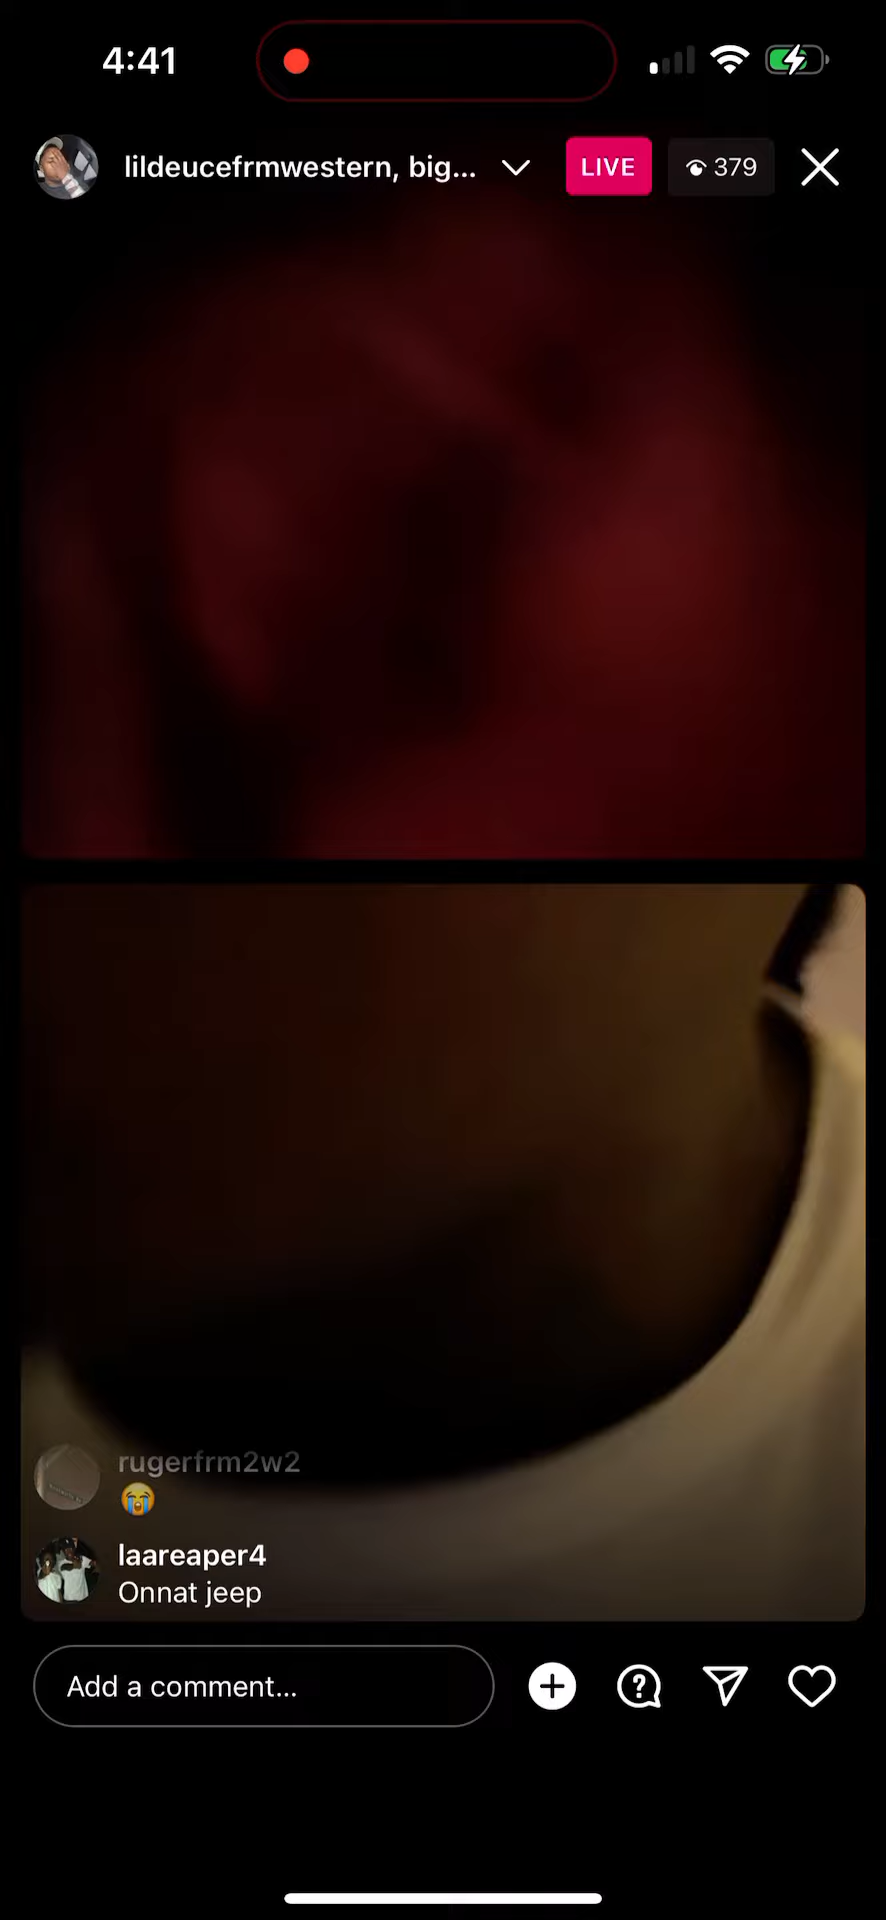 4:41
lildeucefrmwestern, big...
LIVE
379
rugerfrm2w2
😭
laareaper4
Onnat jeep
Add a comment...